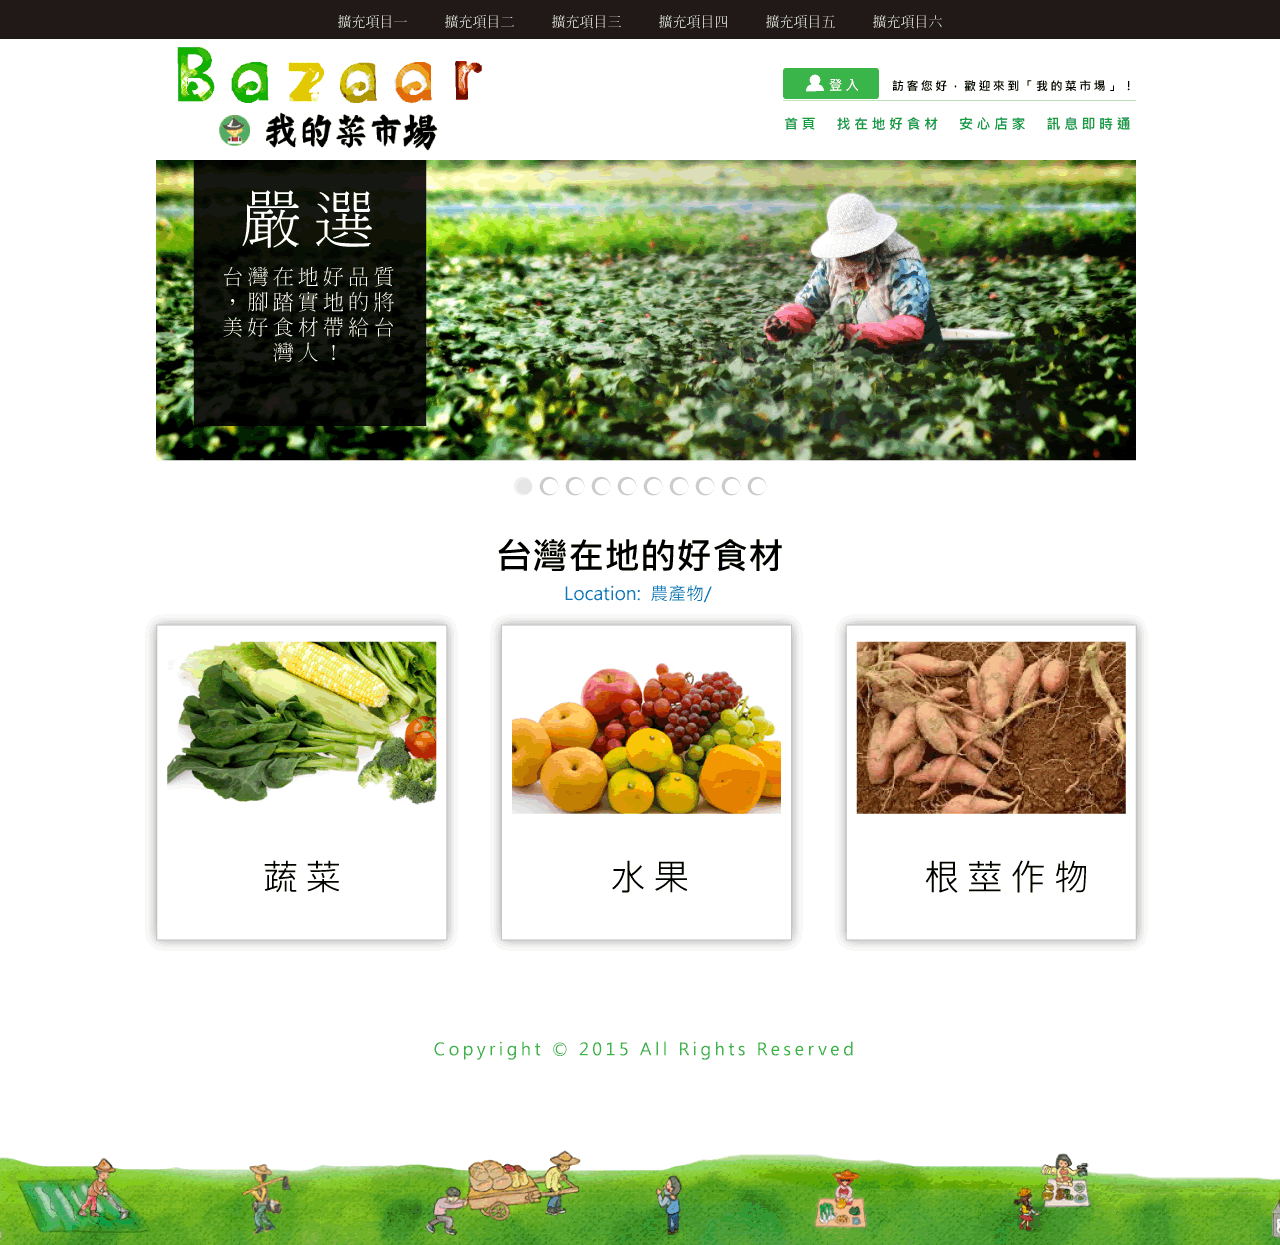 擴充項目一 擴充項目二 擴充項目三 擴充項目四 擴充項目五 擴充項目六
Bazaar
我的菜市場
登入 訪客您好，歡迎來到「我的菜市場」！
首頁 找在地好食材 安心店家 訊息即時通
嚴選
台灣在地好品質
，腳踏實地的將
美好食材帶給台
灣人！
台灣在地的好食材
Location: 農產物/
蔬菜 水果 根莖作物
Copyright © 2015 All Rights Reserved